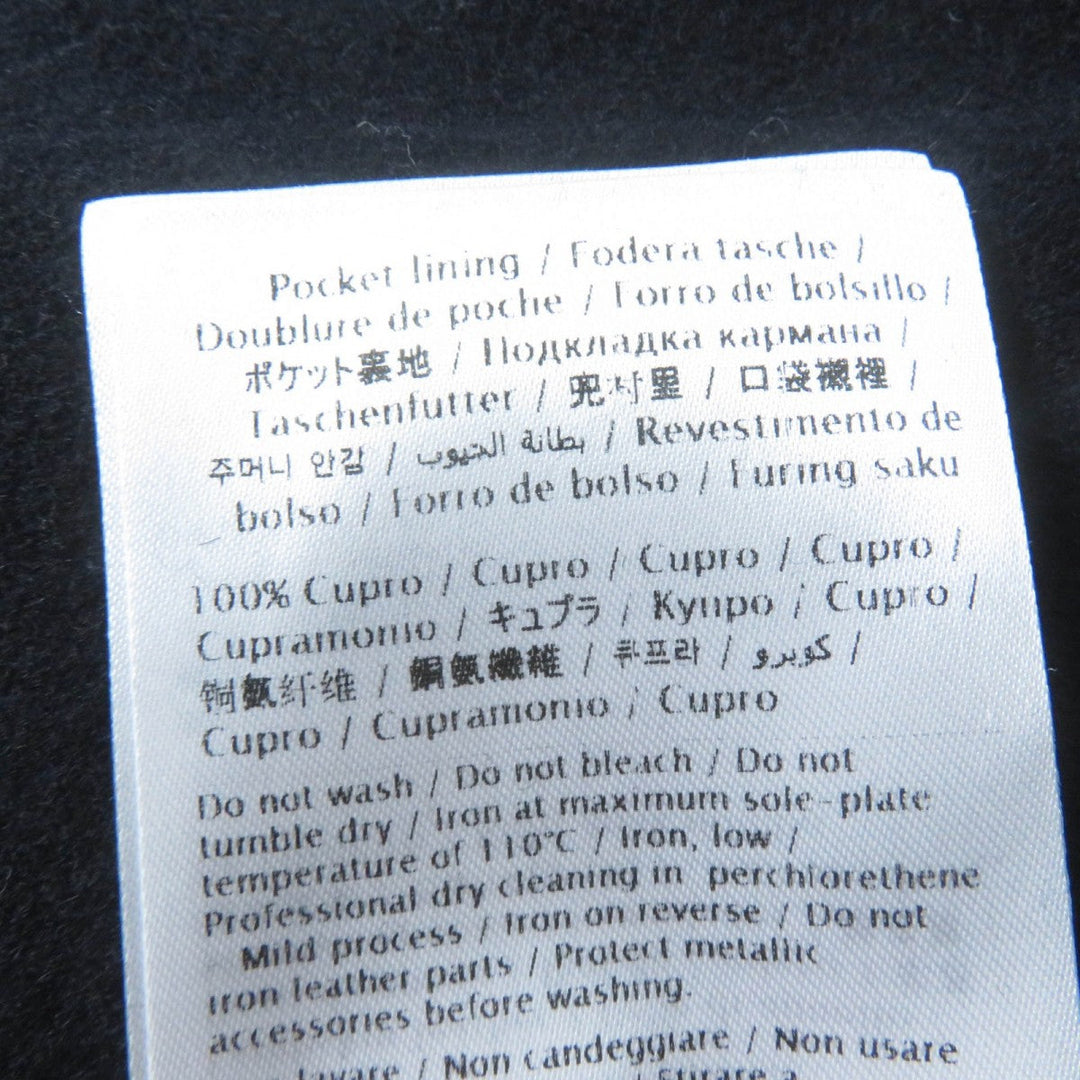 Pocket lining / Fodera tasche /
Doublure de poche / Forro de bolsillo /
ポケット裏地 / Подкладка кармана /
Taschenfutter / 兜衬里 / 口袋襯裡 /
주머니 안감 / بطانة الجيوب / Revestimento de
bolso / Forro de bolso / Furing saku
100% Cupro / Cupro / Cupro / Cupro /
Cupramonio / キュプラ / Купро / Cupro /
铜氨纤维 / 銅氨纖維 / 큐프라 / كوبرو /
Cupro / Cupramonio / Cupro
Do not wash / Do not bleach / Do not
tumble dry / Iron at maximum sole-plate
temperature of 110°C / Iron, low /
Professional dry cleaning in perchlorethene
Mild process / Iron on reverse / Do not
iron leather parts / Protect metallic
accessories before washing.
lavare / Non candeggiare / Non usare
/ Stirare a